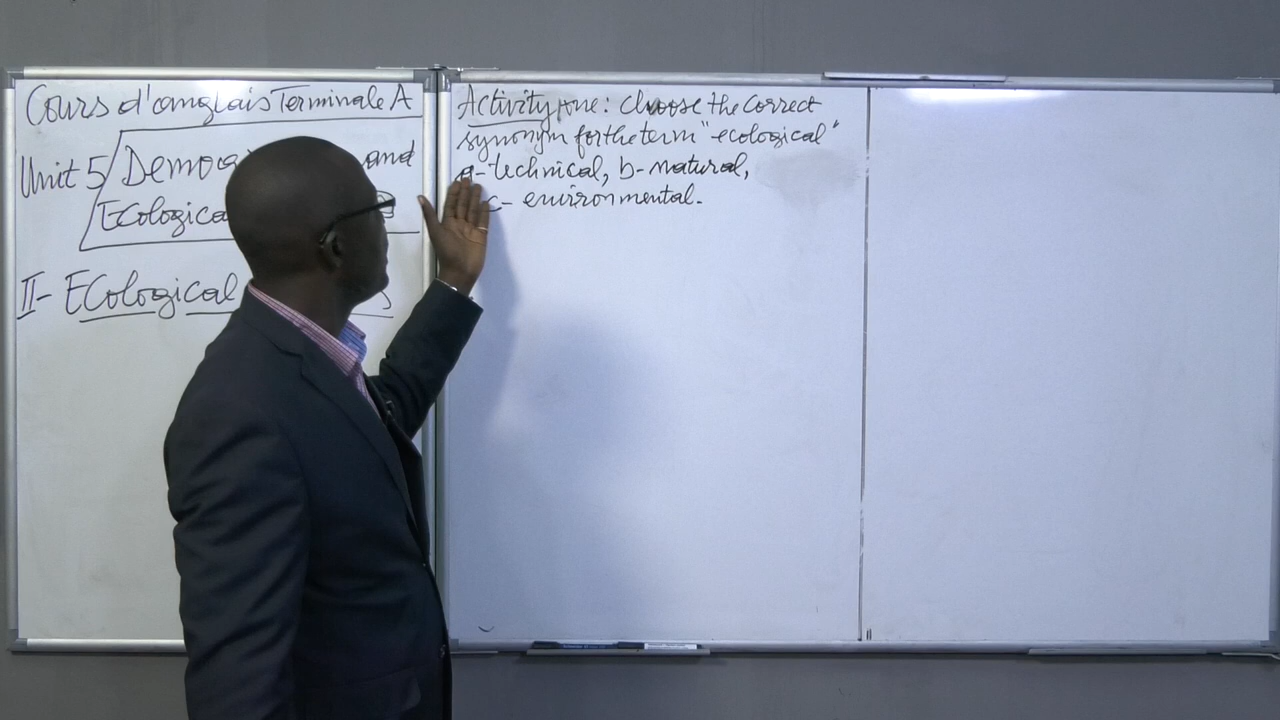 Cours d'anglais Terminale A
Unit 5 and
Ecological
II- Ecological
Activity one: Choose the correct
synonym for the term "ecological"
a- technical, b- natural,
c- environmental.